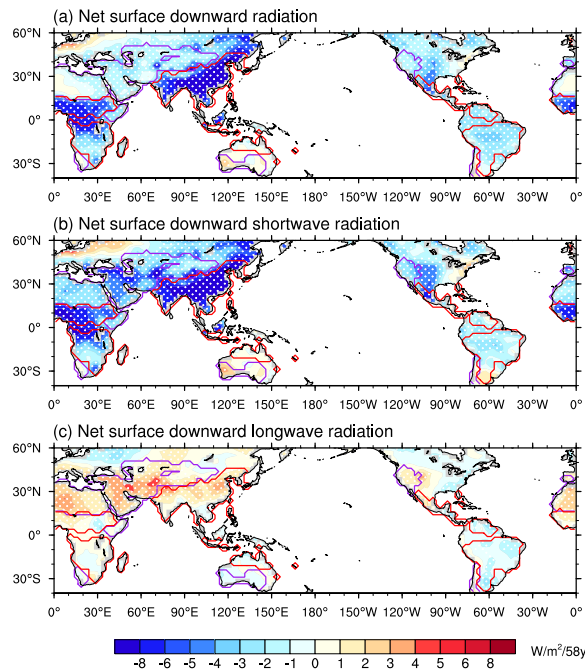 (a) Net surface downward radiation
60°N
30°N
0°
30°S
0° 30°E 60°E 90°E 120°E 150°E 180° 150°W 120°W 90°W 60°W 30°W 0°
(b) Net surface downward shortwave radiation
60°N
30°N
0°
30°S
0° 30°E 60°E 90°E 120°E 150°E 180° 150°W 120°W 90°W 60°W 30°W 0°
(c) Net surface downward longwave radiation
60°N
30°N
0°
30°S
0° 30°E 60°E 90°E 120°E 150°E 180° 150°W 120°W 90°W 60°W 30°W 0°
-8 -6 -5 -4 -2 -1 0 1 2 4 5 6 8 W/m²/58y